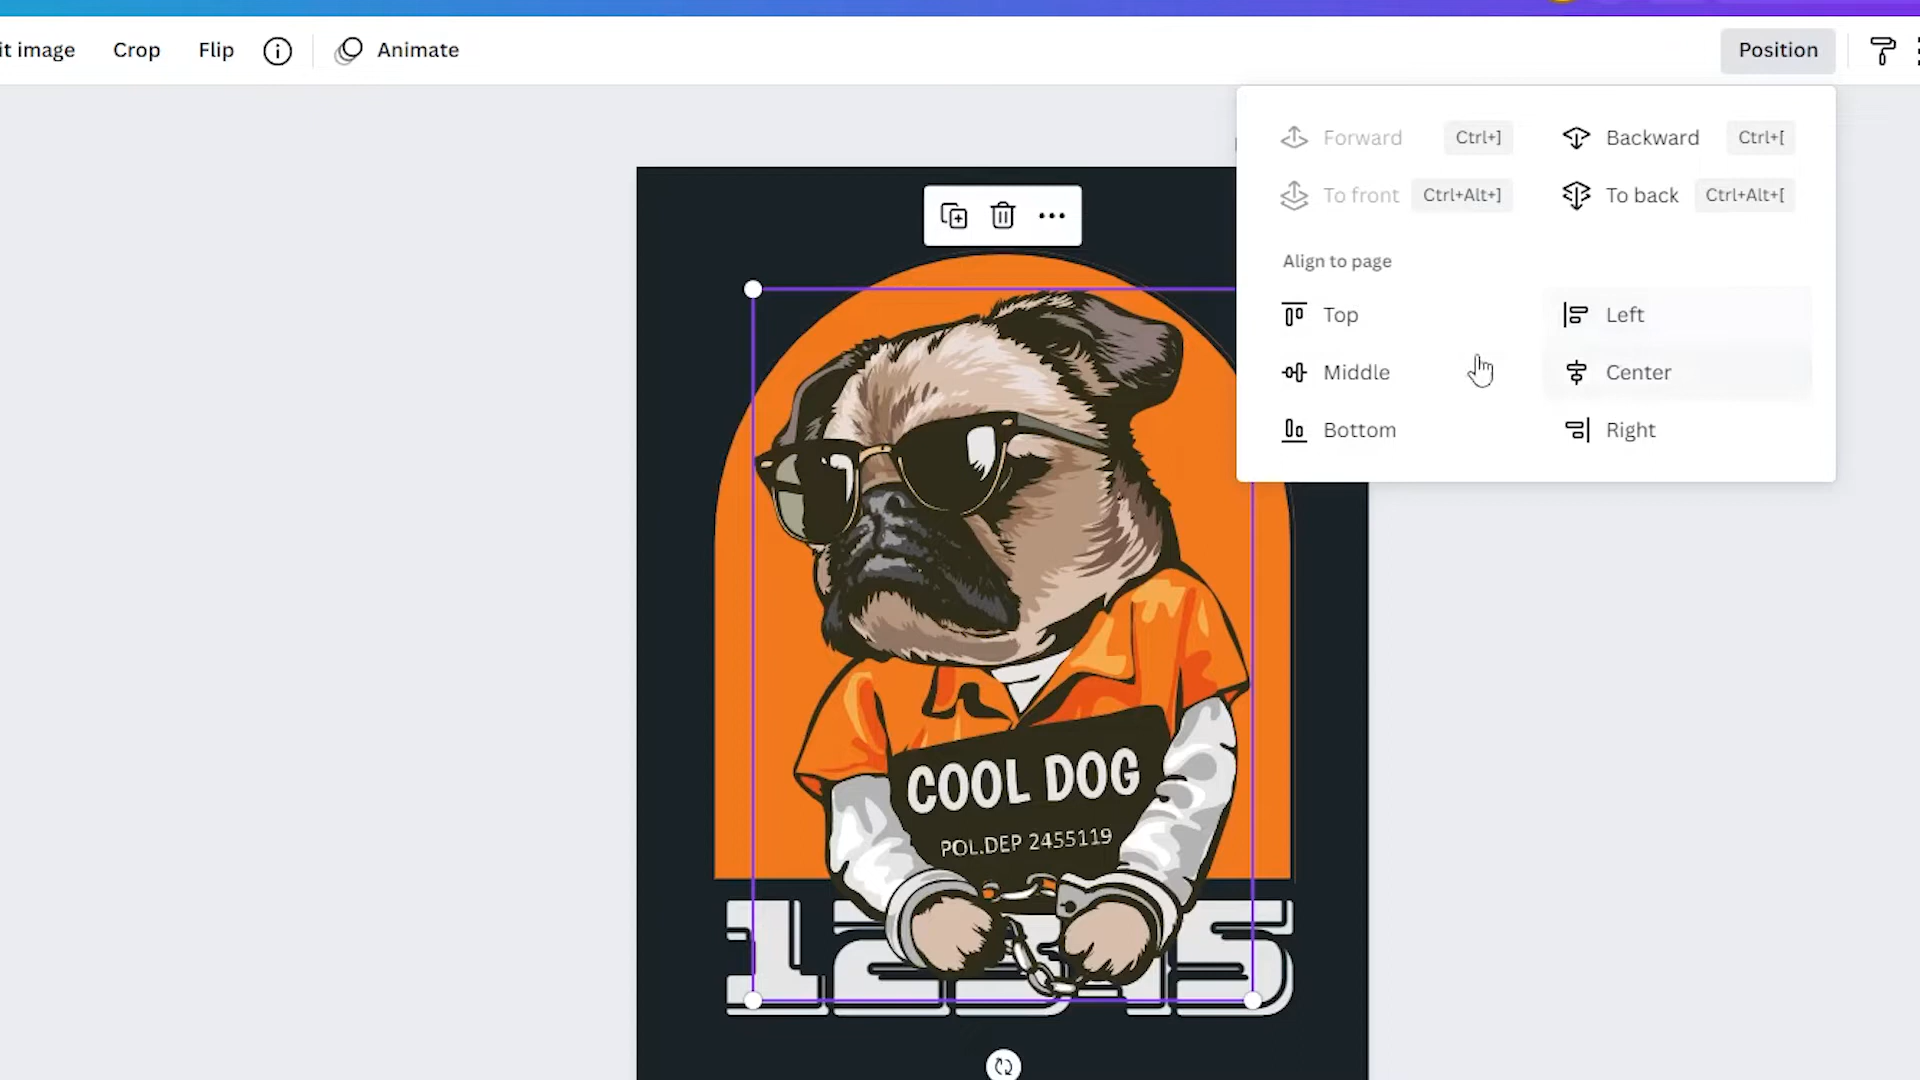 it image Crop Flip Animate Position
Forward Ctrl+] Backward Ctrl+[
To front Ctrl+Alt+] To back Ctrl+Alt+[
Align to page
Top Left
Middle Center
Bottom Right
COOL DOG
POL.DEP 2455119